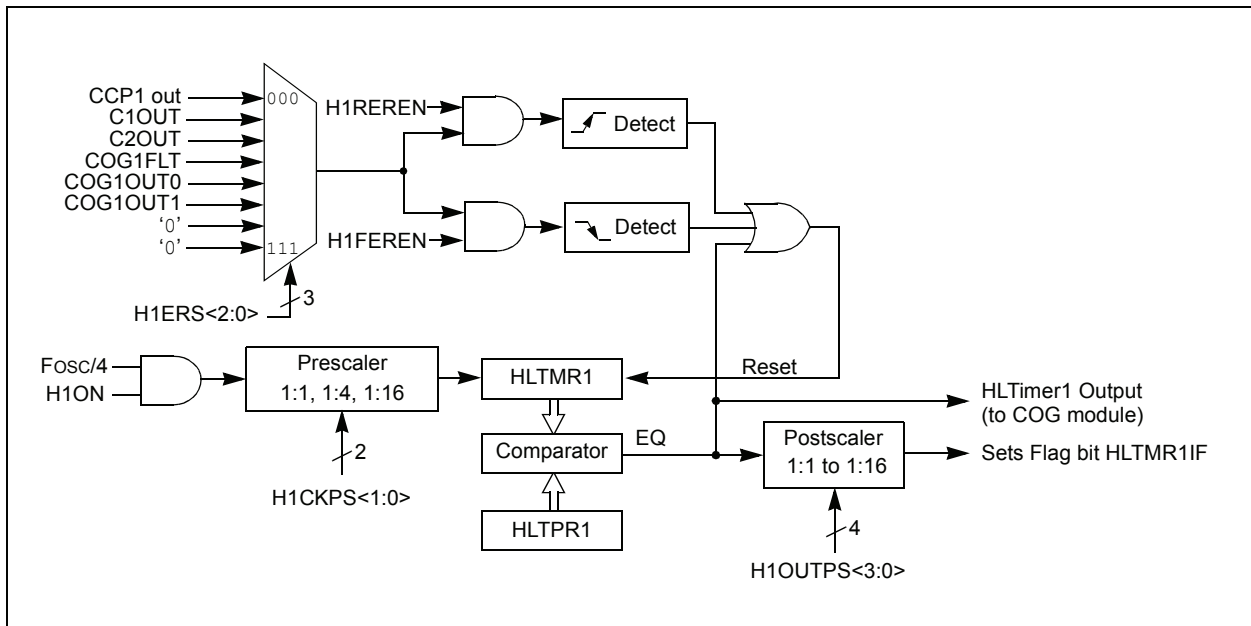 CCP1 out
000
C1OUT
C2OUT
COG1FLT
COG1OUT0
COG1OUT1
‘0’
‘0’
111
H1ERS<2:0>
3
H1REREN
Detect
H1FEREN
Detect
FOSC/4
H1ON
Prescaler
1:1, 1:4, 1:16
2
H1CKPS<1:0>
HLTMR1
Reset
Comparator
EQ
HLTPR1
HLTimer1 Output
(to COG module)
Postscaler
1:1 to 1:16
Sets Flag bit HLTMR1IF
4
H1OUTPS<3:0>